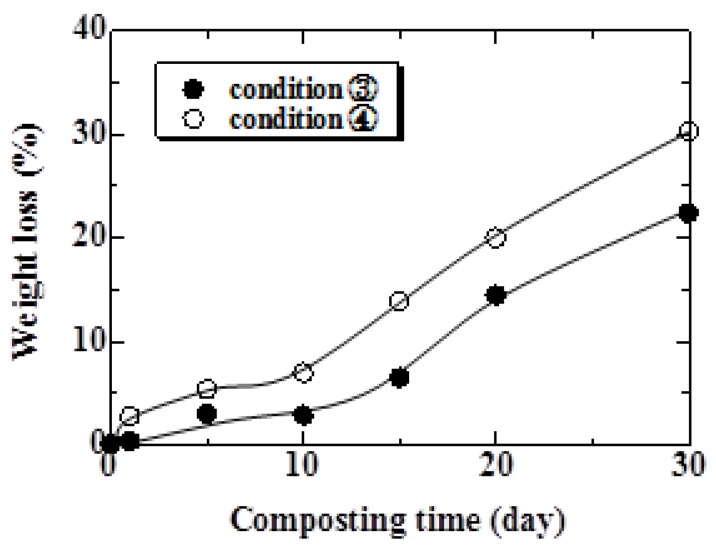 40
30
20
10
0
condition③
condition④
Weight loss (%)
0 10 20 30
Composting time (day)